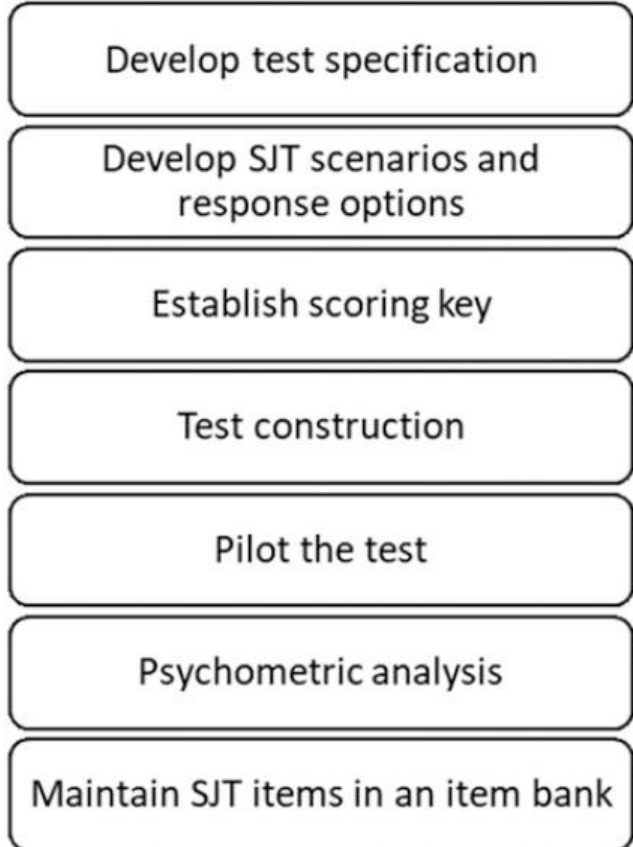 Develop test specification
Develop SJT scenarios and
response options
Establish scoring key
Test construction
Pilot the test
Psychometric analysis
Maintain SJT items in an item bank